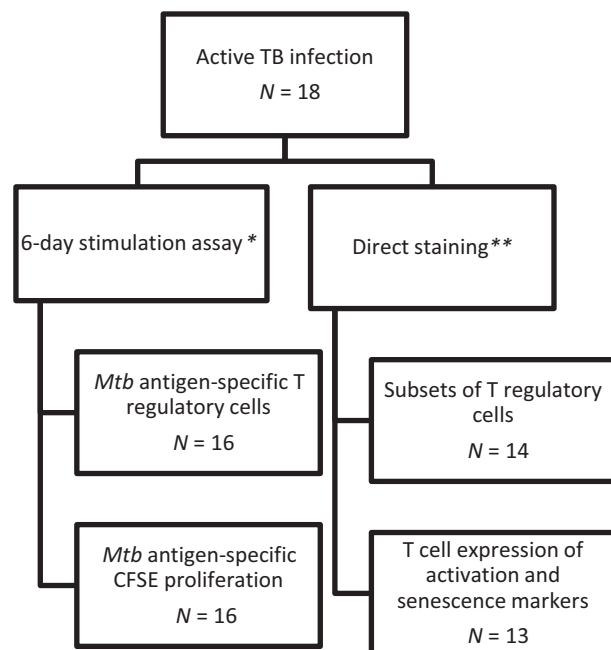 Active TB infection
N = 18
6-day stimulation assay *
Direct staining**
Mtb antigen-specific T
regulatory cells
N = 16
Subsets of T regulatory
cells
N = 14
Mtb antigen-specific
CFSE proliferation
N = 16
T cell expression of
activation and
senescence markers
N = 13